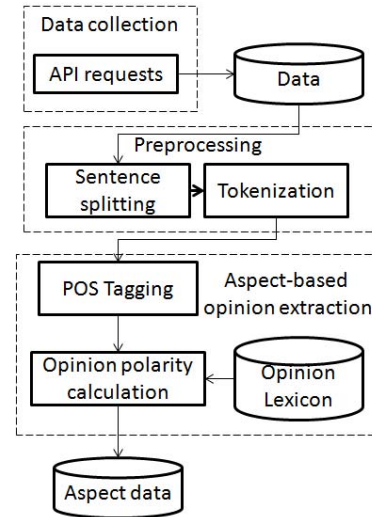 Data collection
API requests
Data
Preprocessing
Sentence
splitting
Tokenization
POS Tagging
Aspect-based
opinion extraction
Opinion polarity
calculation
Opinion
Lexicon
Aspect data